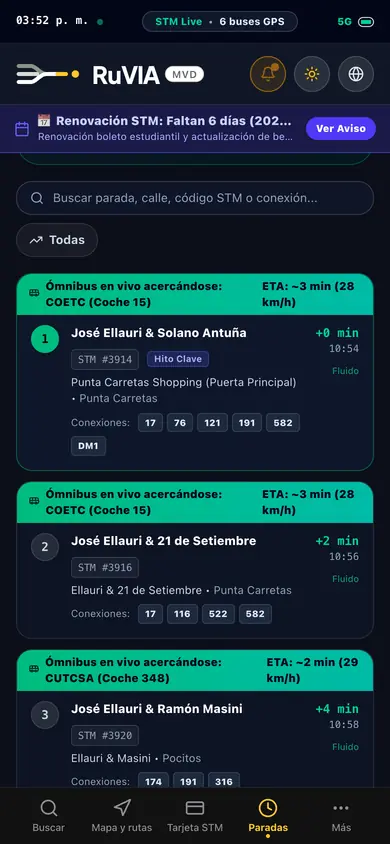 03:52 p. m.
STM Live • 6 buses GPS
5G
RuVIA MVD
Renovación STM: Faltan 6 días (202...
Renovación boleto estudiantil y actualización de be...
Ver Aviso
Buscar parada, calle, código STM o conexión...
Todas
Ómnibus en vivo acercándose: COETC (Coche 15)
ETA: ~3 min (28 km/h)
1
José Ellauri & Solano Antuña
+0 min
10:54
STM #3914
Hito Clave
Fluido
Punta Carretas Shopping (Puerta Principal)
• Punta Carretas
Conexiones: 17 76 121 191 582
DM1
Ómnibus en vivo acercándose: COETC (Coche 15)
ETA: ~3 min (28 km/h)
2
José Ellauri & 21 de Setiembre
+2 min
10:56
STM #3916
Fluido
Ellauri & 21 de Setiembre • Punta Carretas
Conexiones: 17 116 522 582
Ómnibus en vivo acercándose: CUTCSA (Coche 348)
ETA: ~2 min (29 km/h)
3
José Ellauri & Ramón Masini
+4 min
10:58
STM #3920
Fluido
Ellauri & Masini • Pocitos
Conexiones: 174 191 316
Buscar
Mapa y rutas
Tarjeta STM
Paradas
Más